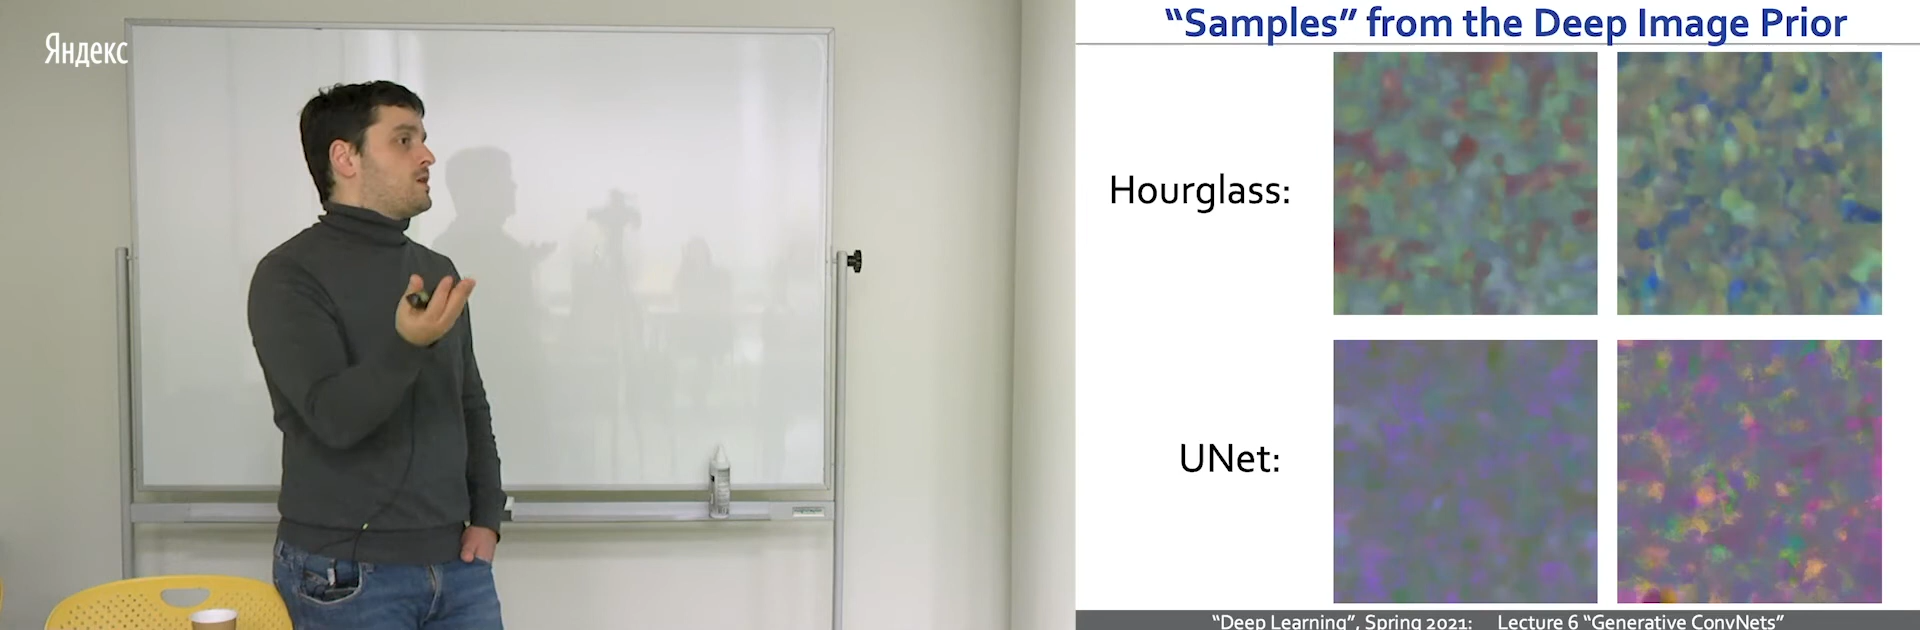 Яндекс
“Samples” from the Deep Image Prior
Hourglass:
UNet:
“Deep Learning”, Spring 2021: Lecture 6 “Generative ConvNets”